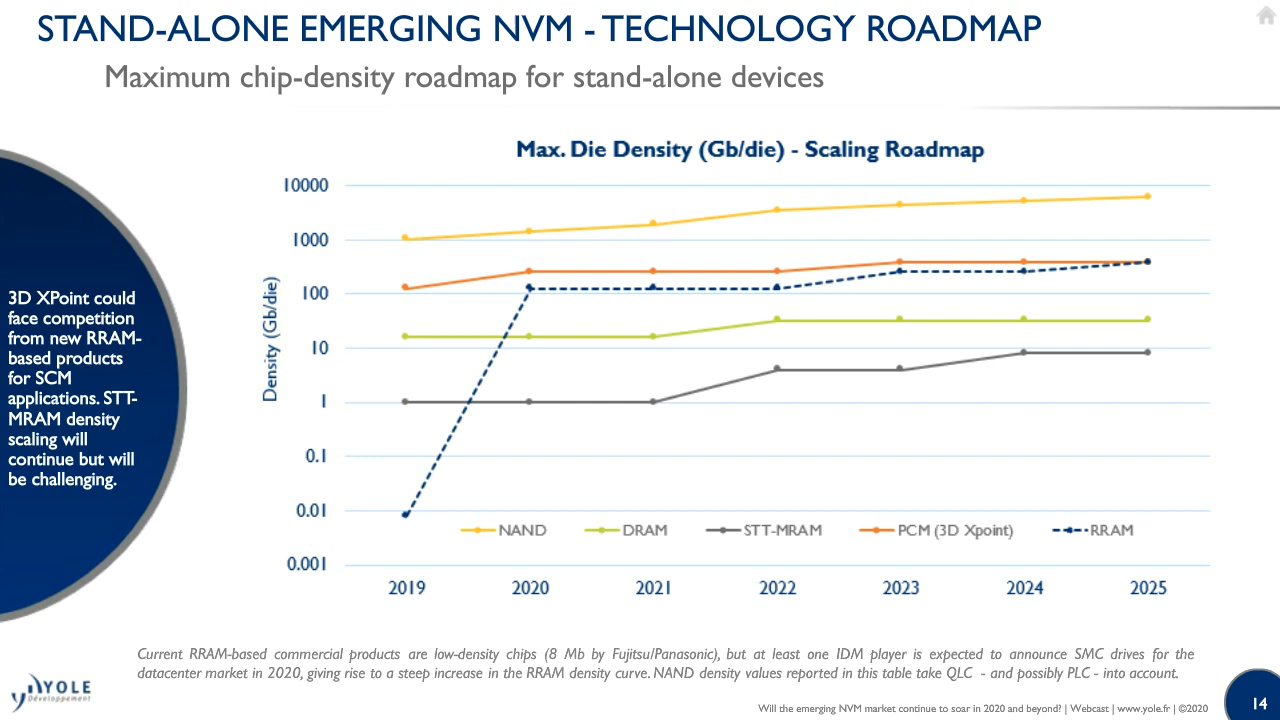 STAND-ALONE EMERGING NVM - TECHNOLOGY ROADMAP
Maximum chip-density roadmap for stand-alone devices
3D XPoint could
face competition
from new RRAM-
based products
for SCM
applications. STT-
MRAM density
scaling will
continue but will
be challenging.
Max. Die Density (Gb/die) - Scaling Roadmap
Density (Gb/die)
10000
1000
100
10
1
0.1
0.01
0.001
NAND DRAM STT-MRAM PCM (3D Xpoint) RRAM
2019 2020 2021 2022 2023 2024 2025
Current RRAM-based commercial products are low-density chips (8 Mb by Fujitsu/Panasonic), but at least one IDM player is expected to announce SMC drives for the
datacenter market in 2020, giving rise to a steep increase in the RRAM density curve. NAND density values reported in this table take QLC - and possibly PLC - into account.
YOLE
Développement
Will the emerging NVM market continue to soar in 2020 and beyond? | Webcast | www.yole.fr | ©2020
14